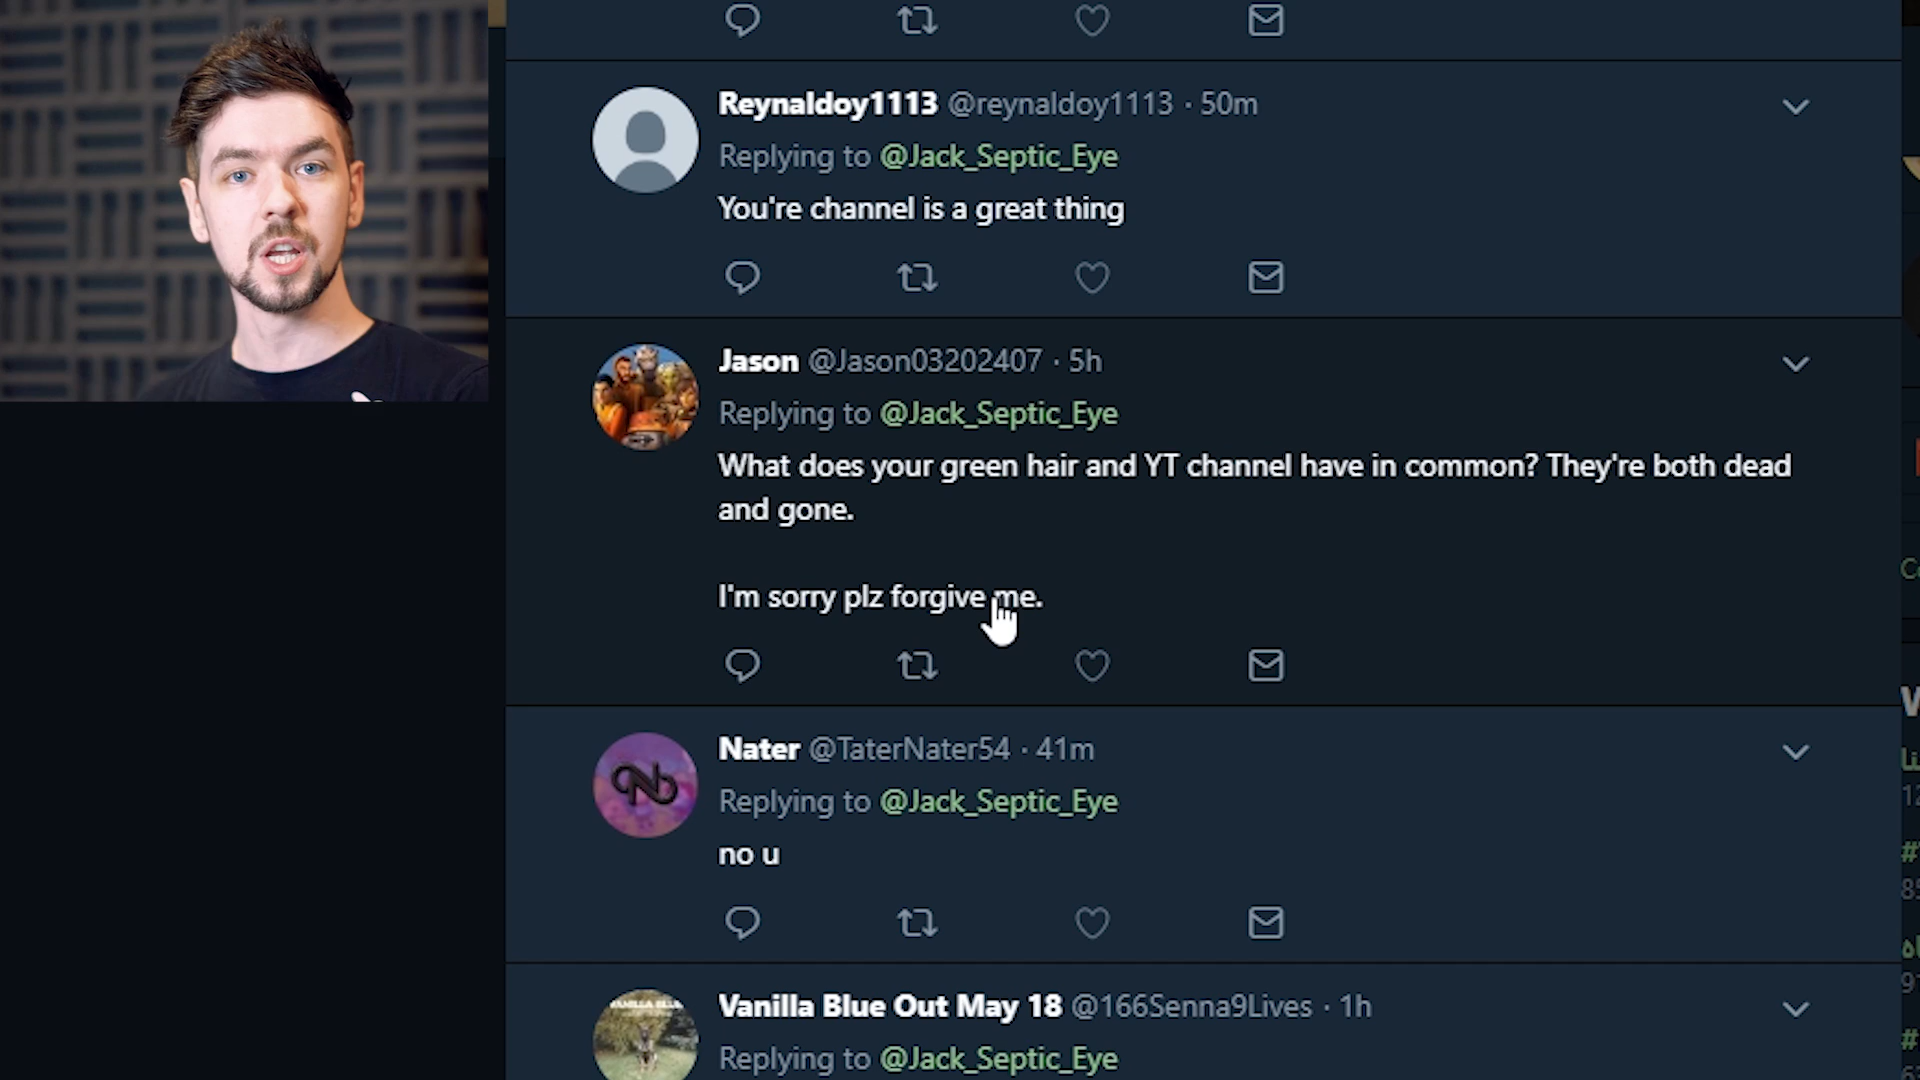 Reynaldoy1113 @reynaldoy1113 · 50m
Replying to @Jack_Septic_Eye
You're channel is a great thing
Jason @Jason03202407 · 5h
Replying to @Jack_Septic_Eye
What does your green hair and YT channel have in common? They're both dead
and gone.
I'm sorry plz forgive me.
Nater @TaterNater54 · 41m
Replying to @Jack_Septic_Eye
no u
Vanilla Blue Out May 18 @166Senna9Lives · 1h
Replying to @Jack_Septic_Eye